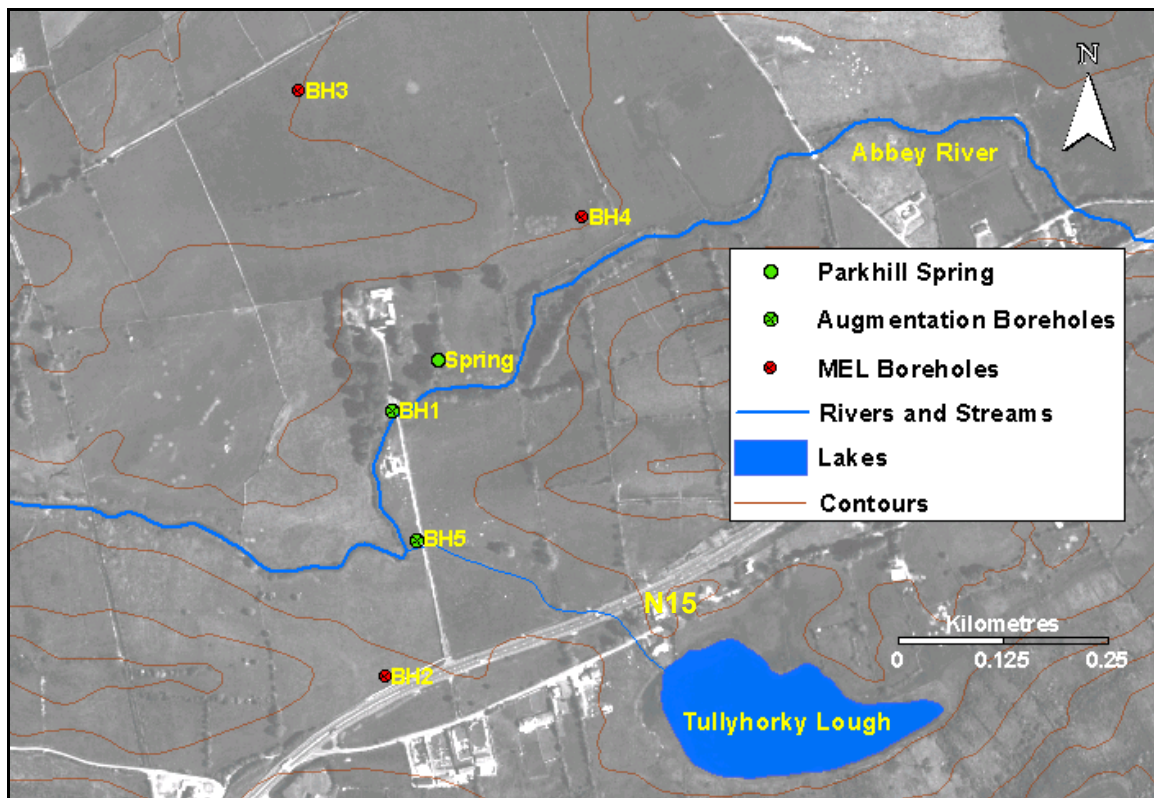 N
BH3
Abbey River
BH4
Parkhill Spring
Augmentation Boreholes
MEL Boreholes
Rivers and Streams
Lakes
Contours
Spring
BH1
BH5
N15
Kilometres
0 0.125 0.25
BH2
Tullyhorky Lough